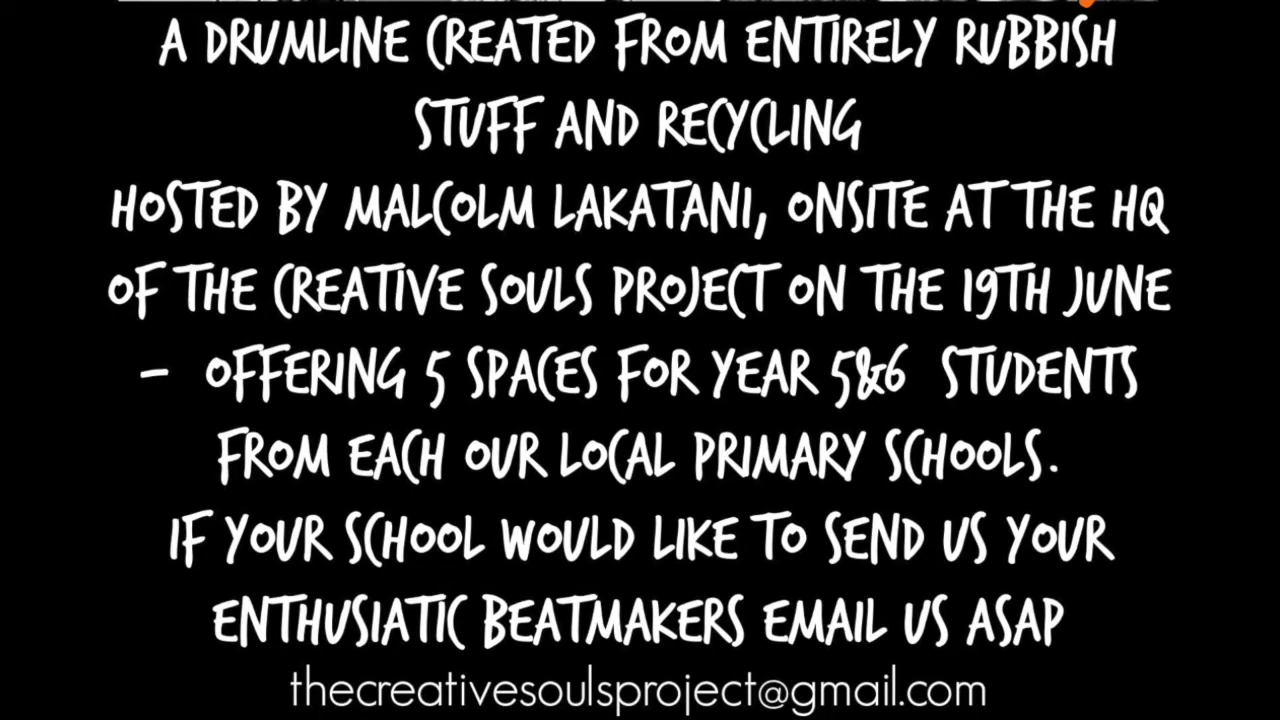 A DRUMLINE CREATED FROM ENTIRELY RUBBISH
STUFF AND RECYCLING
HOSTED BY MALCOLM LAKATANI, ONSITE AT THE HQ
OF THE CREATIVE SOULS PROJECT ON THE 19TH JUNE
- OFFERING 5 SPACES FOR YEAR 5&6 STUDENTS
FROM EACH OUR LOCAL PRIMARY SCHOOLS.
IF YOUR SCHOOL WOULD LIKE TO SEND US YOUR
ENTHUSIATIC BEATMAKERS EMAIL US ASAP
thecreativesoulsproject@gmail.com